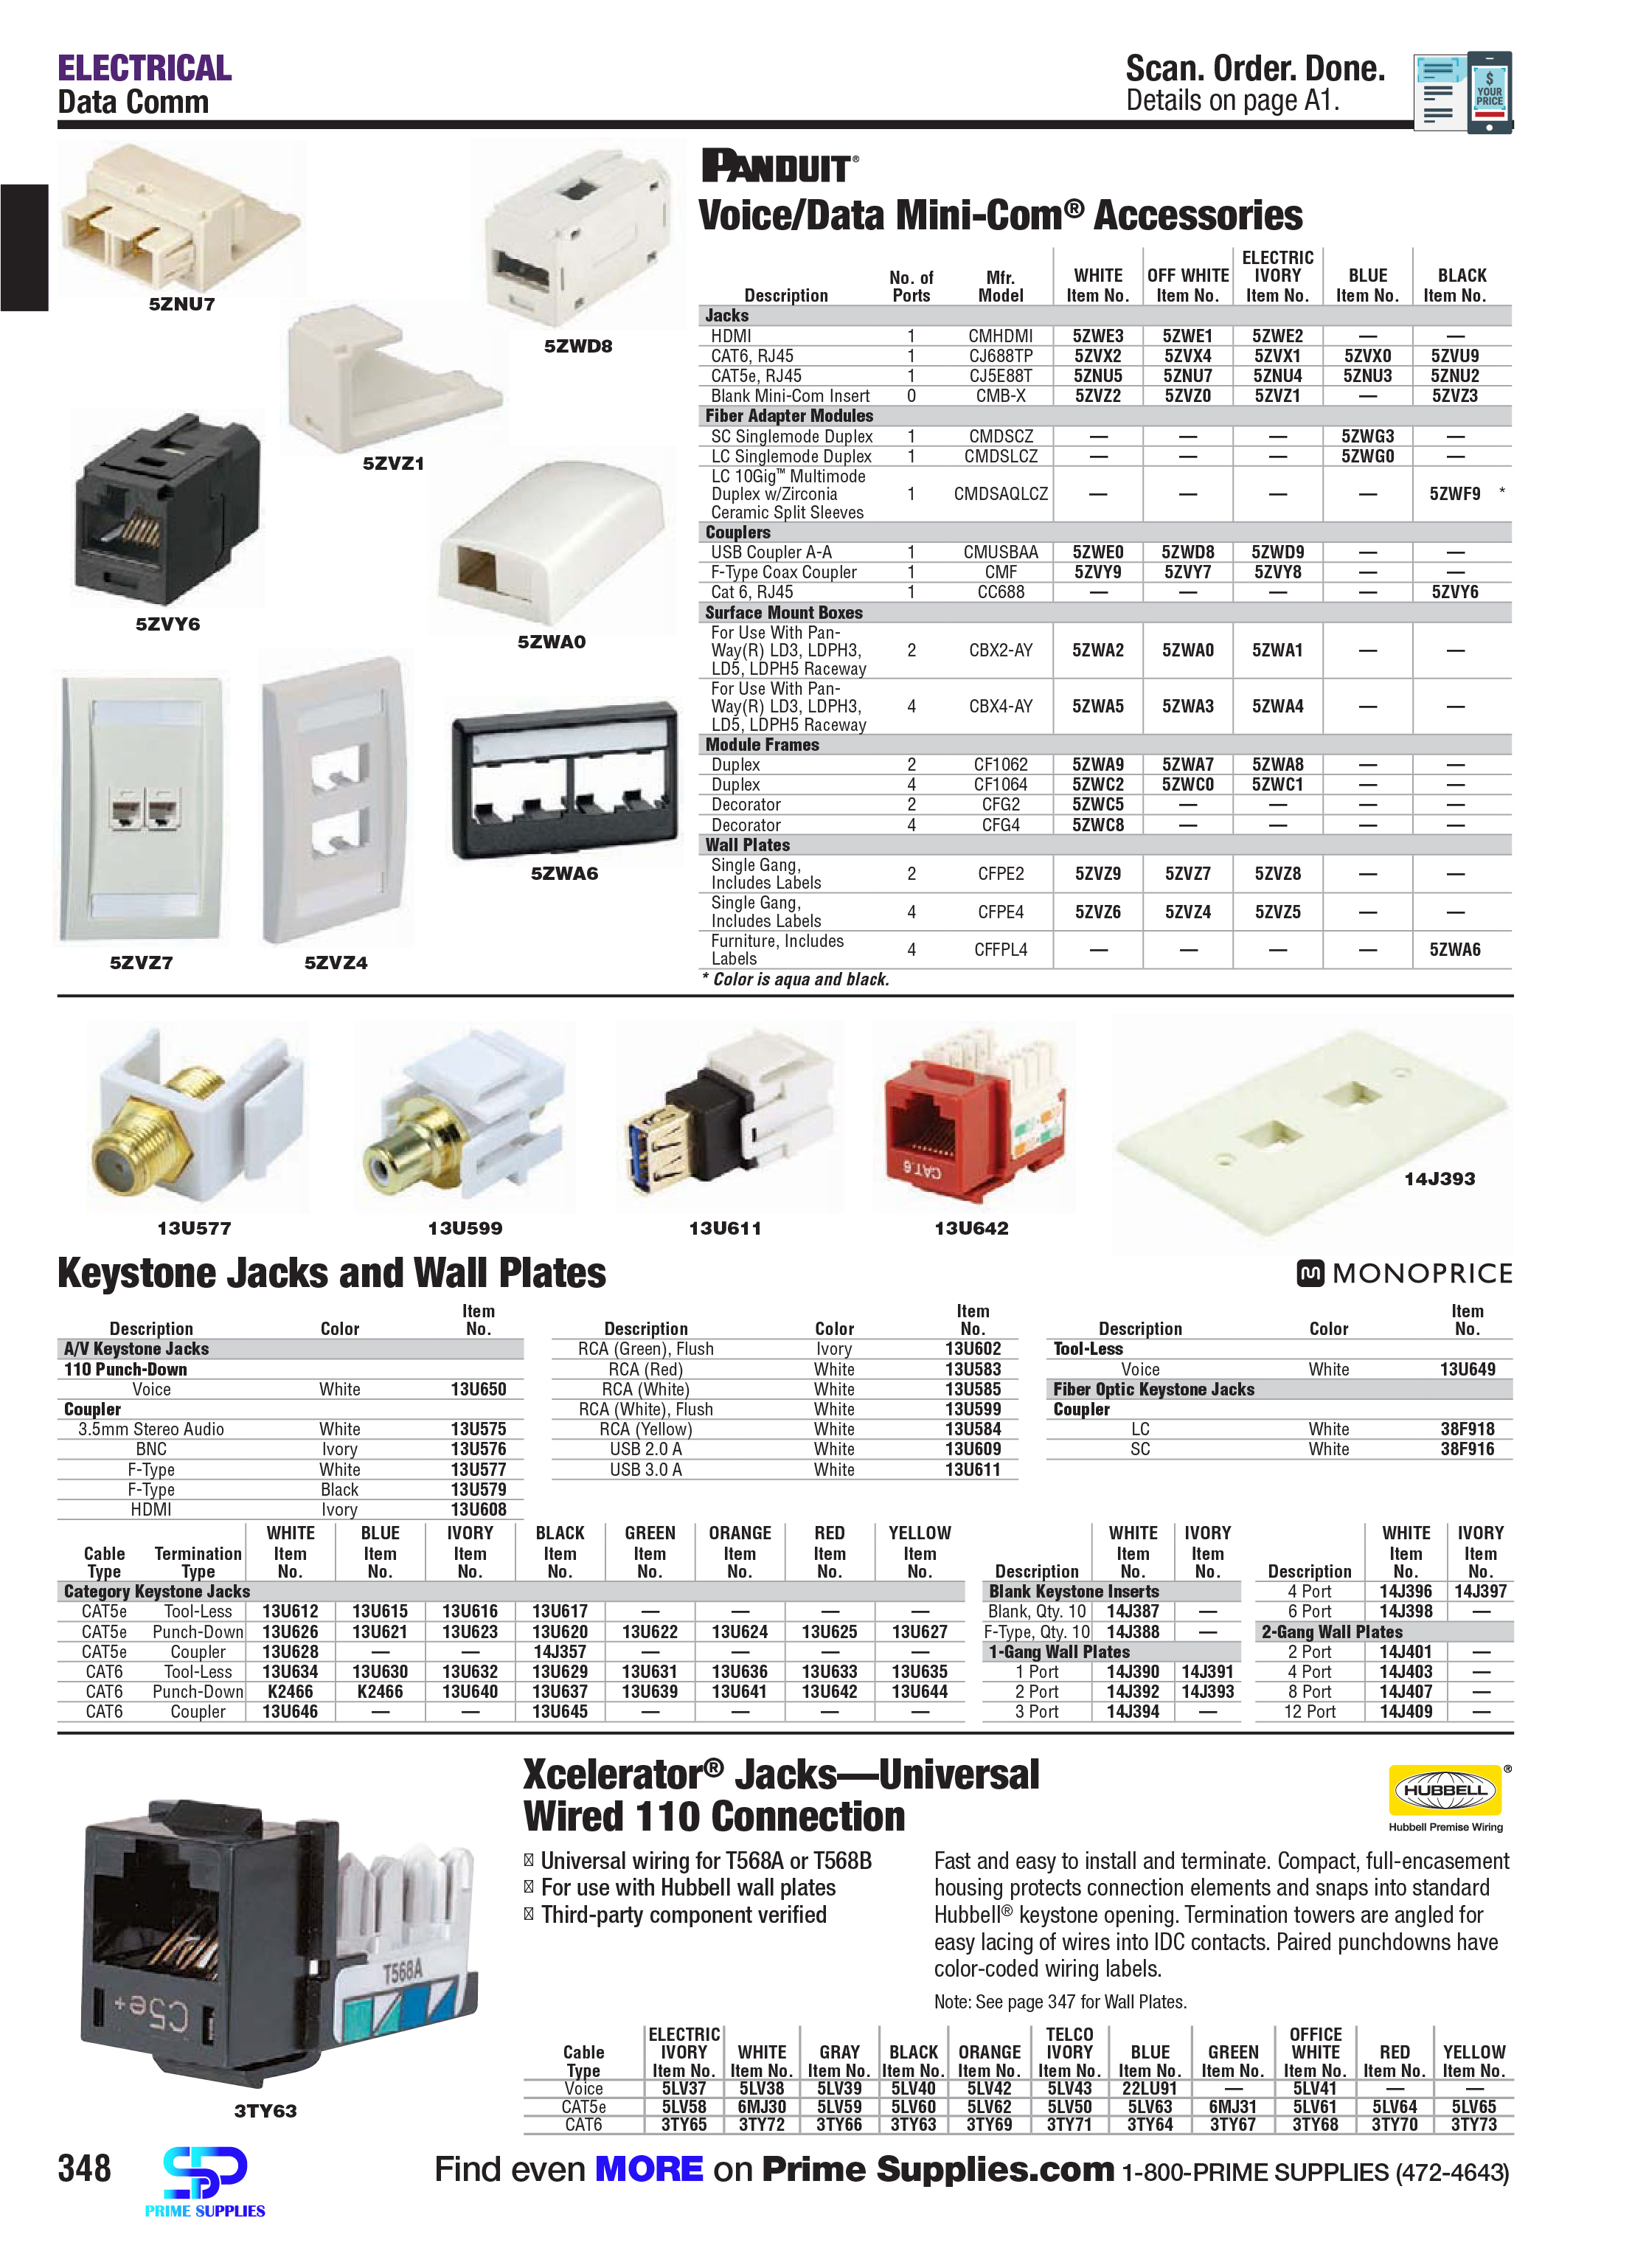 ELECTRICAL
Data Comm
Scan. Order. Done.
Details on page A1.
$
YOUR
PRICE
5ZNU7
5ZWD8
5ZVZ1
5ZVY6
5ZWA0
5ZVZ7
5ZVZ4
5ZWA6
PANDUIT®
Voice/Data Mini-Com® Accessories
Description No. of Ports Mfr. Model WHITE Item No. OFF WHITE Item No. ELECTRIC IVORY Item No. BLUE Item No. BLACK Item No.
Jacks
HDMI 1 CMHDMI 5ZWE3 5ZWE1 5ZWE2 — —
CAT6, RJ45 1 CJ688TP 5ZVX2 5ZVX4 5ZVX1 5ZVX0 5ZVU9
CAT5e, RJ45 1 CJ5E88T 5ZNU5 5ZNU7 5ZNU4 5ZNU3 5ZNU2
Blank Mini-Com Insert 0 CMB-X 5ZVZ2 5ZVZ0 5ZVZ1 — 5ZVZ3
Fiber Adapter Modules
SC Singlemode Duplex 1 CMDSCZ — — — 5ZWG3 —
LC Singlemode Duplex 1 CMDSLCZ — — — 5ZWG0 —
LC 10Gig™ Multimode
Duplex w/Zirconia 1 CMDSAQLCZ — — — — 5ZWF9 *
Ceramic Split Sleeves
Couplers
USB Coupler A-A 1 CMUSBAA 5ZWE0 5ZWD8 5ZWD9 — —
F-Type Coax Coupler 1 CMF 5ZVY9 5ZVY7 5ZVY8 — —
Cat 6, RJ45 1 CC688 — — — — 5ZVY6
Surface Mount Boxes
For Use With Pan-
Way(R) LD3, LDPH3, 2 CBX2-AY 5ZWA2 5ZWA0 5ZWA1 — —
LD5, LDPH5 Raceway
For Use With Pan-
Way(R) LD3, LDPH3, 4 CBX4-AY 5ZWA5 5ZWA3 5ZWA4 — —
LD5, LDPH5 Raceway
Module Frames
Duplex 2 CF1062 5ZWA9 5ZWA7 5ZWA8 — —
Duplex 4 CF1064 5ZWC2 5ZWC0 5ZWC1 — —
Decorator 2 CFG2 5ZWC5 — — — —
Decorator 4 CFG4 5ZWC8 — — — —
Wall Plates
Single Gang,
Includes Labels 2 CFPE2 5ZVZ9 5ZVZ7 5ZVZ8 — —
Single Gang,
Includes Labels 4 CFPE4 5ZVZ6 5ZVZ4 5ZVZ5 — —
Furniture, Includes
Labels 4 CFFPL4 — — — — 5ZWA6
* Color is aqua and black.
CAT.6
13U577
13U599
13U611
13U642
14J393
Keystone Jacks and Wall Plates
MONOPRICE
Description Color Item No.
A/V Keystone Jacks
110 Punch-Down
Voice White 13U650
Coupler
3.5mm Stereo Audio White 13U575
BNC Ivory 13U576
F-Type White 13U577
F-Type Black 13U579
HDMI Ivory 13U608
Description Color Item No.
RCA (Green), Flush Ivory 13U602
RCA (Red) White 13U583
RCA (White) White 13U585
RCA (White), Flush White 13U599
RCA (Yellow) White 13U584
USB 2.0 A White 13U609
USB 3.0 A White 13U611
Description Color Item No.
Tool-Less
Voice White 13U649
Fiber Optic Keystone Jacks
Coupler
LC White 38F918
SC White 38F916
Cable Type Termination Type WHITE Item No. BLUE Item No. IVORY Item No. BLACK Item No. GREEN Item No. ORANGE Item No. RED Item No. YELLOW Item No.
Category Keystone Jacks
CAT5e Tool-Less 13U612 13U615 13U616 13U617 — — — —
CAT5e Punch-Down 13U626 13U621 13U623 13U620 13U622 13U624 13U625 13U627
CAT5e Coupler 13U628 — — 14J357 — — — —
CAT6 Tool-Less 13U634 13U630 13U632 13U629 13U631 13U636 13U633 13U635
CAT6 Punch-Down K2466 K2466 13U640 13U637 13U639 13U641 13U642 13U644
CAT6 Coupler 13U646 — — 13U645 — — — —
Description WHITE Item No. IVORY Item No.
Blank Keystone Inserts
Blank, Qty. 10 14J387 —
F-Type, Qty. 10 14J388 —
1-Gang Wall Plates
1 Port 14J390 14J391
2 Port 14J392 14J393
3 Port 14J394 —
Description WHITE Item No. IVORY Item No.
4 Port 14J396 14J397
6 Port 14J398 —
2-Gang Wall Plates
2 Port 14J401 —
4 Port 14J403 —
8 Port 14J407 —
12 Port 14J409 —
T568A
C5e+
3TY63
Xcelerator® Jacks—Universal
Wired 110 Connection
HUBBELL®
Hubbell Premise Wiring
Universal wiring for T568A or T568B
For use with Hubbell wall plates
Third-party component verified
Fast and easy to install and terminate. Compact, full-encasement
housing protects connection elements and snaps into standard
Hubbell® keystone opening. Termination towers are angled for
easy lacing of wires into IDC contacts. Paired punchdowns have
color-coded wiring labels.
Note: See page 347 for Wall Plates.
Cable Type ELECTRIC IVORY Item No. WHITE Item No. GRAY Item No. BLACK Item No. ORANGE Item No. TELCO IVORY Item No. BLUE Item No. GREEN Item No. OFFICE WHITE Item No. RED Item No. YELLOW Item No.
Voice 5LV37 5LV38 5LV39 5LV40 5LV42 5LV43 22LU91 — 5LV41 — —
CAT5e 5LV58 6MJ30 5LV59 5LV60 5LV62 5LV50 5LV63 6MJ31 5LV61 5LV64 5LV65
CAT6 3TY65 3TY72 3TY66 3TY63 3TY69 3TY71 3TY64 3TY67 3TY68 3TY70 3TY73
348
PRIME SUPPLIES
Find even MORE on Prime Supplies.com 1-800-PRIME SUPPLIES (472-4643)